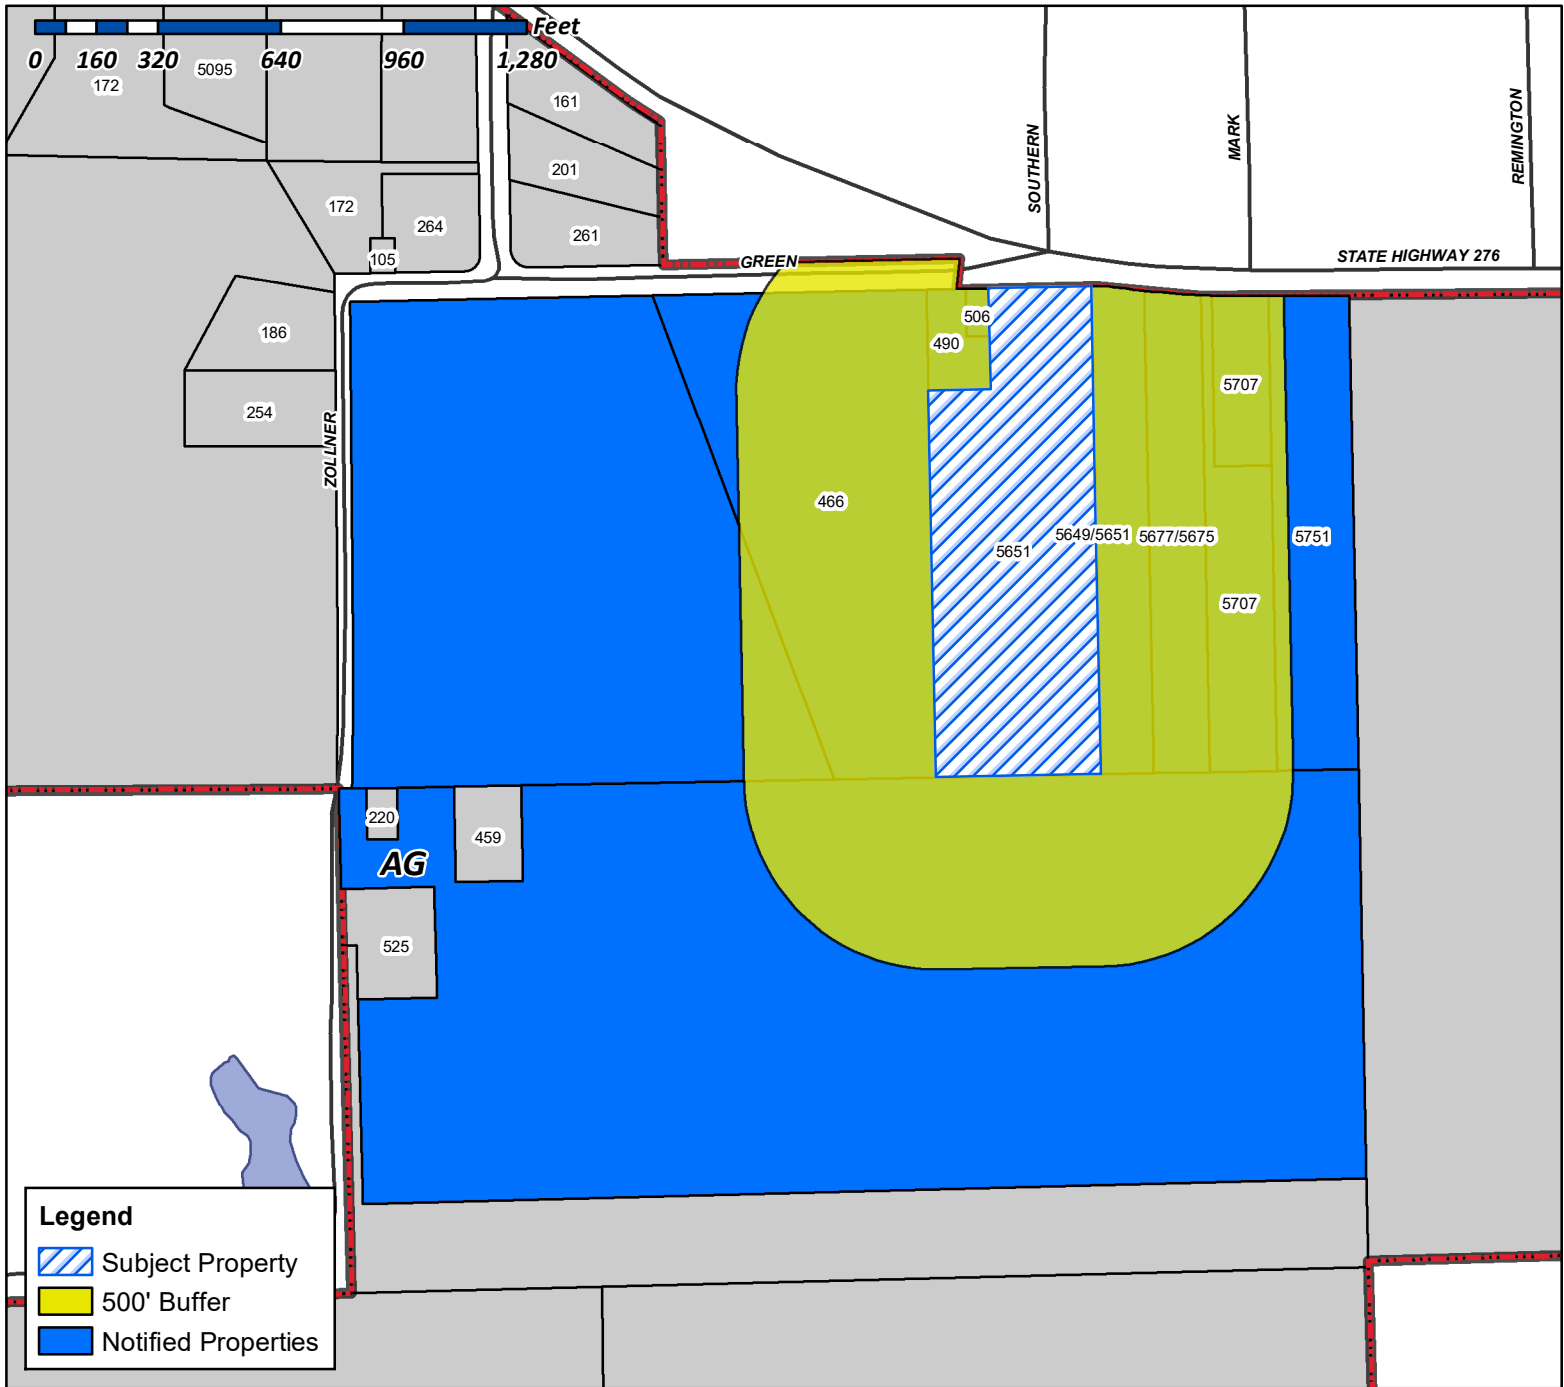 Feet
0 160 320 640 960 1,280
172
5095
161
201
261
172
264
105
186
254
ZOLLNER
GREEN
SOUTHERN
MARK
REMINGTON
STATE HIGHWAY 276
506
490
5707
466
5651
5649/5651
5677/5675
5751
5707
220
459
AG
525
Legend
Subject Property
500' Buffer
Notified Properties